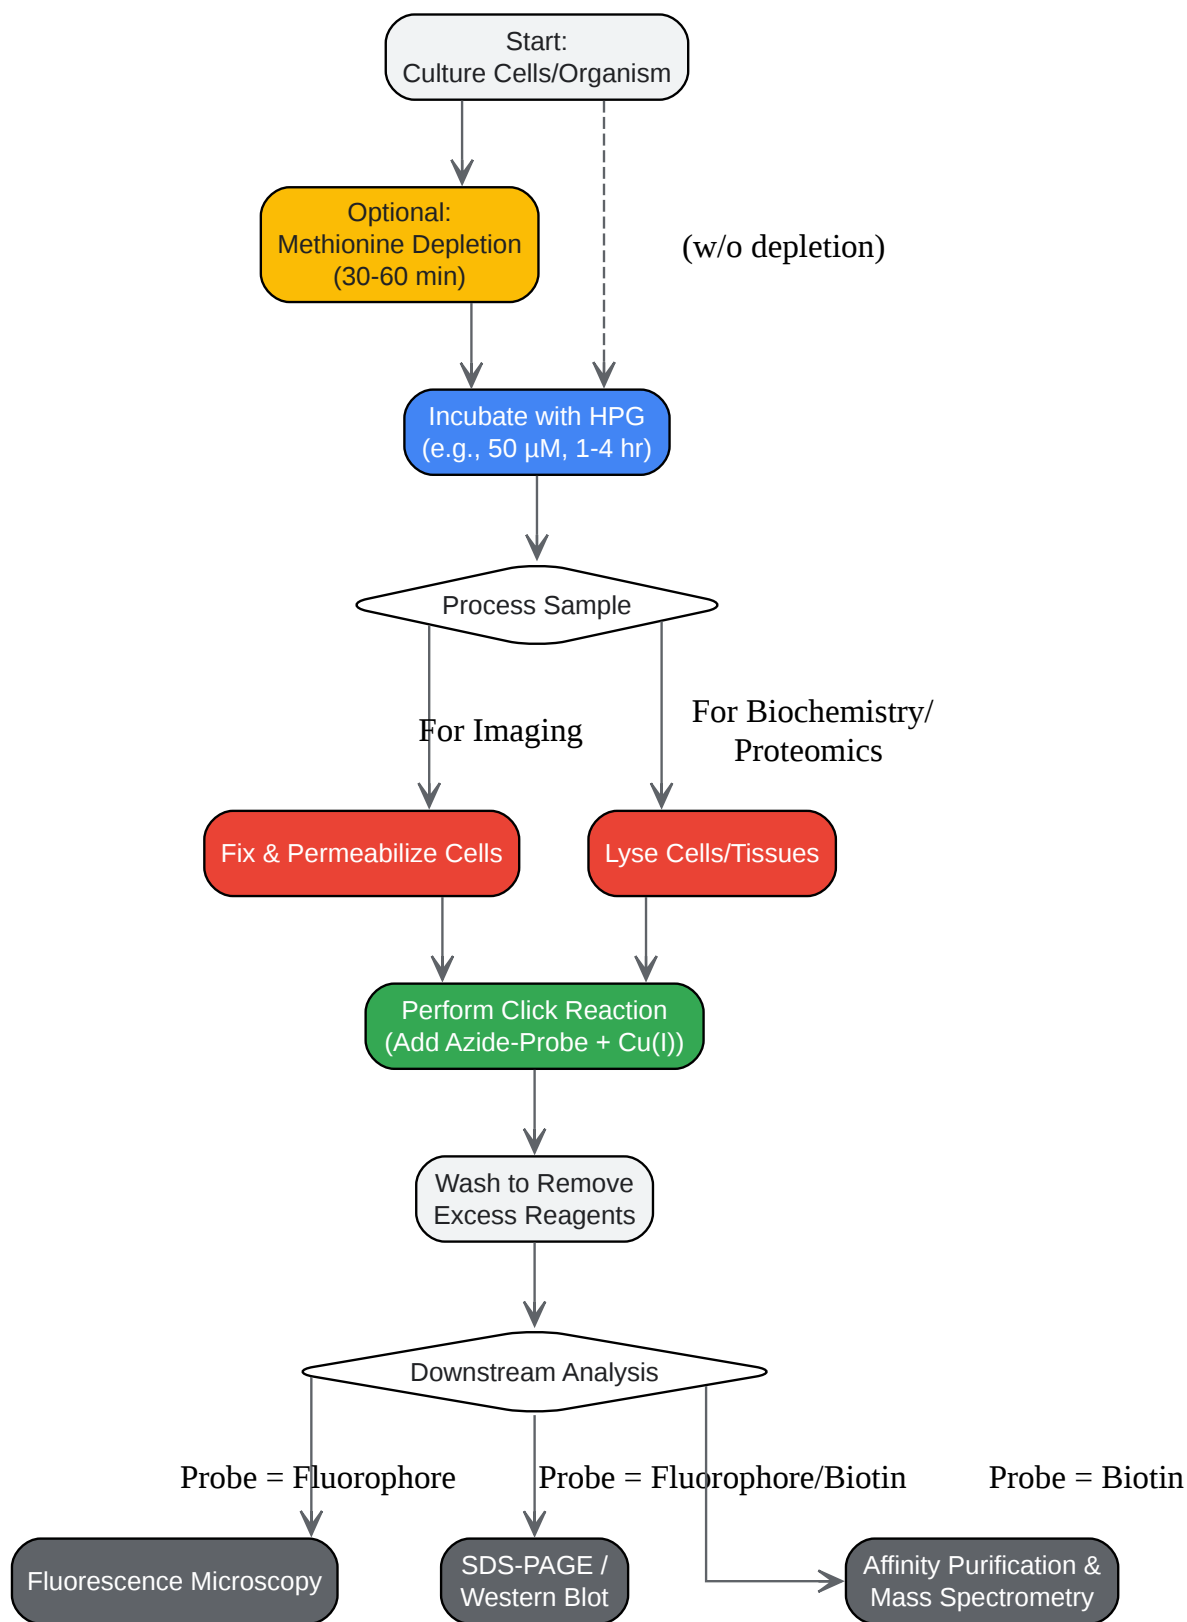 Start:
Culture Cells/Organism
Optional:
Methionine Depletion
(30-60 min)
(w/o depletion)
Incubate with HPG
(e.g., 50 µM, 1-4 hr)
Process Sample
For Imaging
For Biochemistry/
Proteomics
Fix & Permeabilize Cells
Lyse Cells/Tissues
Perform Click Reaction
(Add Azide-Probe + Cu(I))
Wash to Remove
Excess Reagents
Downstream Analysis
Probe = Fluorophore
Probe = Fluorophore/Biotin
Probe = Biotin
Fluorescence Microscopy
SDS-PAGE /
Western Blot
Affinity Purification &
Mass Spectrometry